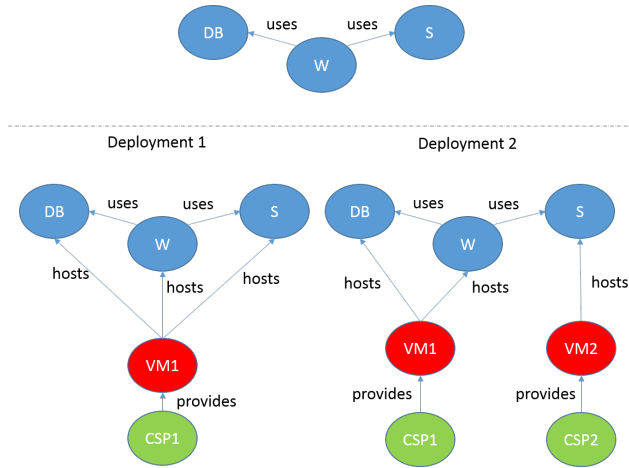 DB
uses
uses
S
W
Deployment 1
Deployment 2
DB
uses
uses
S
W
hosts
hosts
hosts
VM1
provides
CSP1
DB
uses
uses
S
W
hosts
hosts
hosts
VM1
VM2
provides
provides
CSP1
CSP2